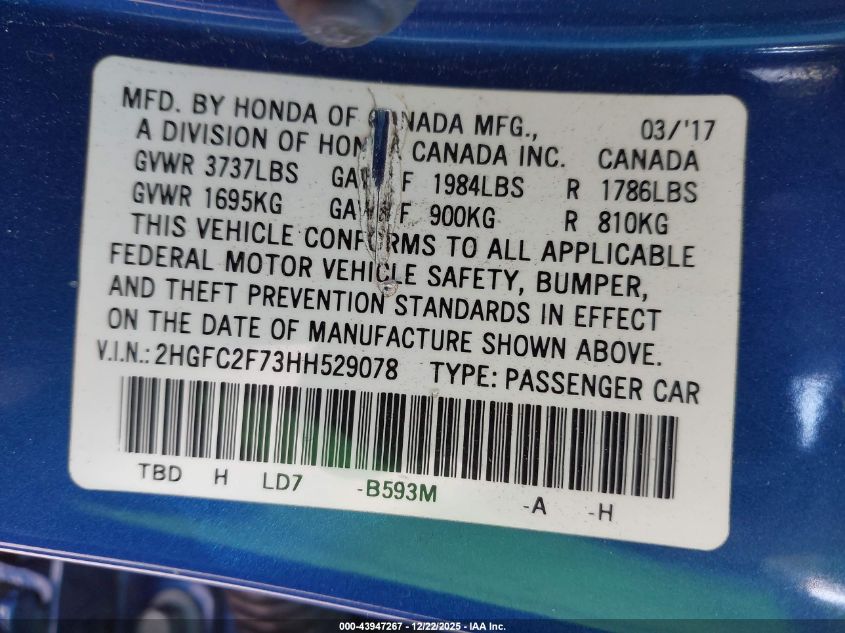 MFD. BY HONDA OF CANADA MFG., 03/'17
A DIVISION OF HONDA CANADA INC. CANADA
GVWR 3737LBS GAWR F 1984LBS R 1786LBS
GVWR 1695KG GAWR F 900KG R 810KG
THIS VEHICLE CONFORMS TO ALL APPLICABLE
FEDERAL MOTOR VEHICLE SAFETY, BUMPER,
AND THEFT PREVENTION STANDARDS IN EFFECT
ON THE DATE OF MANUFACTURE SHOWN ABOVE.
V.I.N.: 2HGFC2F73HH529078 TYPE: PASSENGER CAR
TBD H LD7 -B593M -A -H
000-43947267 - 12/22/2025 - IAA Inc.